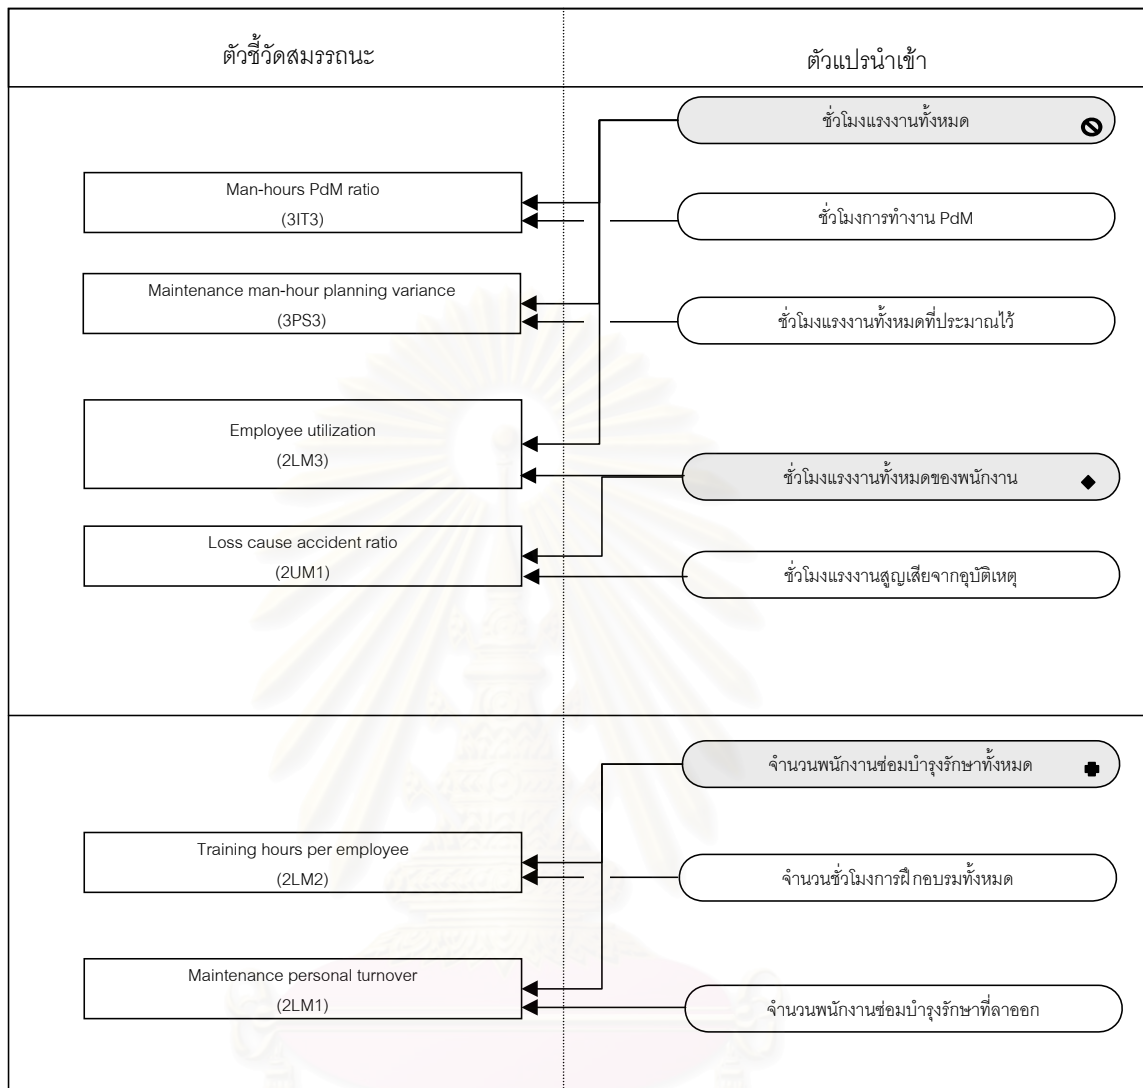 ตัวชี้วัดสมรรถนะ
ตัวแปรนำเข้า
ชั่วโมงแรงงานทั้งหมด
Man-hours PdM ratio
(3IT3)
ชั่วโมงการทำงาน PdM
Maintenance man-hour planning variance
(3PS3)
ชั่วโมงแรงงานทั้งหมดที่ประมาณไว้
Employee utilization
(2LM3)
ชั่วโมงแรงงานทั้งหมดของพนักงาน
Loss cause accident ratio
(2UM1)
ชั่วโมงแรงงานสูญเสียจากอุบัติเหตุ
จำนวนพนักงานซ่อมบำรุงรักษาทั้งหมด
Training hours per employee
(2LM2)
จำนวนชั่วโมงการฝึกอบรมทั้งหมด
Maintenance personal turnover
(2LM1)
จำนวนพนักงานซ่อมบำรุงรักษาที่ลาออก